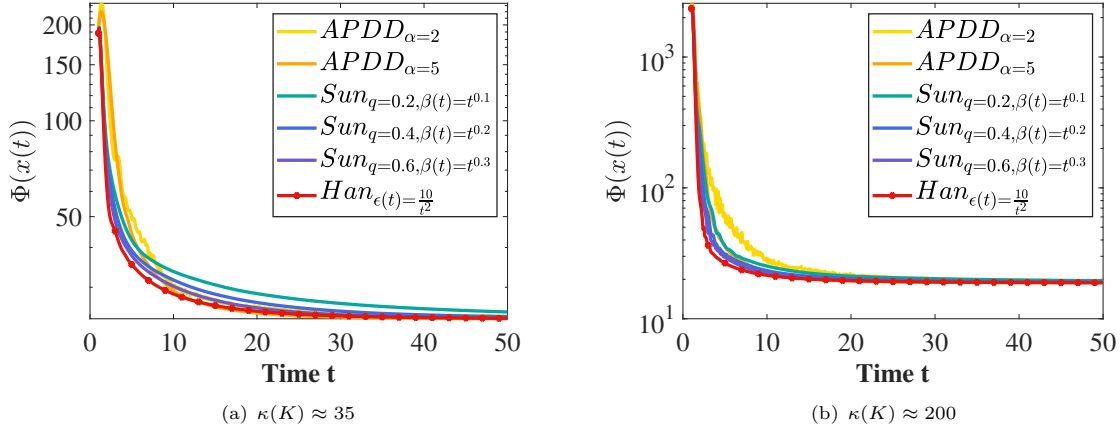 Φ(x(t))
200
150
100
50
0
10
20
30
40
50
Time t
APDD_{α=2}
APDD_{α=5}
Sun_{q=0.2,β(t)=t^{0.1}}
Sun_{q=0.4,β(t)=t^{0.2}}
Sun_{q=0.6,β(t)=t^{0.3}}
Han_{ϵ(t)=\frac{10}{t^2}}
(a) κ(K) ≈ 35
Φ(x(t))
10^3
10^2
10^1
0
10
20
30
40
50
Time t
APDD_{α=2}
APDD_{α=5}
Sun_{q=0.2,β(t)=t^{0.1}}
Sun_{q=0.4,β(t)=t^{0.2}}
Sun_{q=0.6,β(t)=t^{0.3}}
Han_{ϵ(t)=\frac{10}{t^2}}
(b) κ(K) ≈ 200